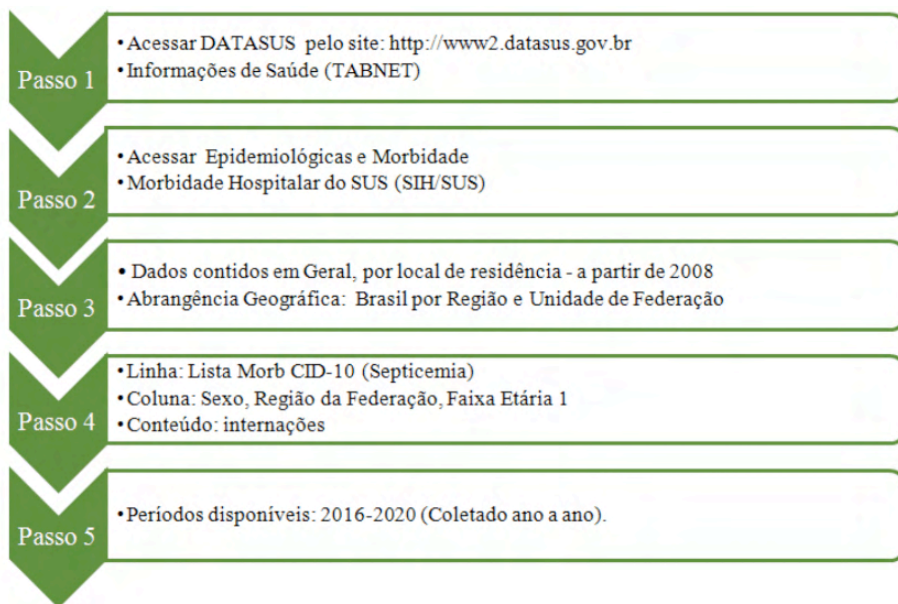 Passo 1
• Acessar DATASUS pelo site: http://www2.datasus.gov.br
• Informações de Saúde (TABNET)
Passo 2
• Acessar Epidemiológicas e Morbidade
• Morbidade Hospitalar do SUS (SIH/SUS)
Passo 3
• Dados contidos em Geral, por local de residência - a partir de 2008
• Abrangência Geográfica: Brasil por Região e Unidade de Federação
Passo 4
• Linha: Lista Morb CID-10 (Septicemia)
• Coluna: Sexo, Região da Federação, Faixa Etária 1
• Conteúdo: internações
Passo 5
• Períodos disponíveis: 2016-2020 (Coletado ano a ano).